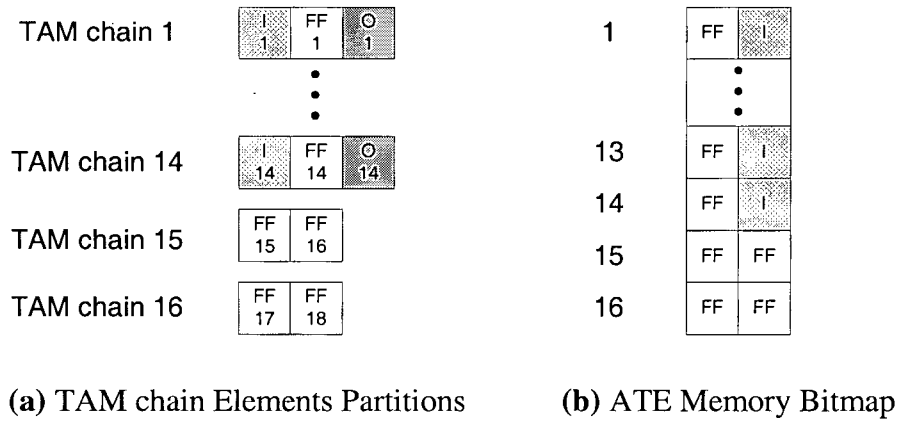 TAM chain 1
I FF O
1 1 1
TAM chain 14
I FF O
14 14 14
TAM chain 15
FF FF
15 16
TAM chain 16
FF FF
17 18
(a) TAM chain Elements Partitions
1 FF I
13 FF I
14 FF I
15 FF FF
16 FF FF
(b) ATE Memory Bitmap